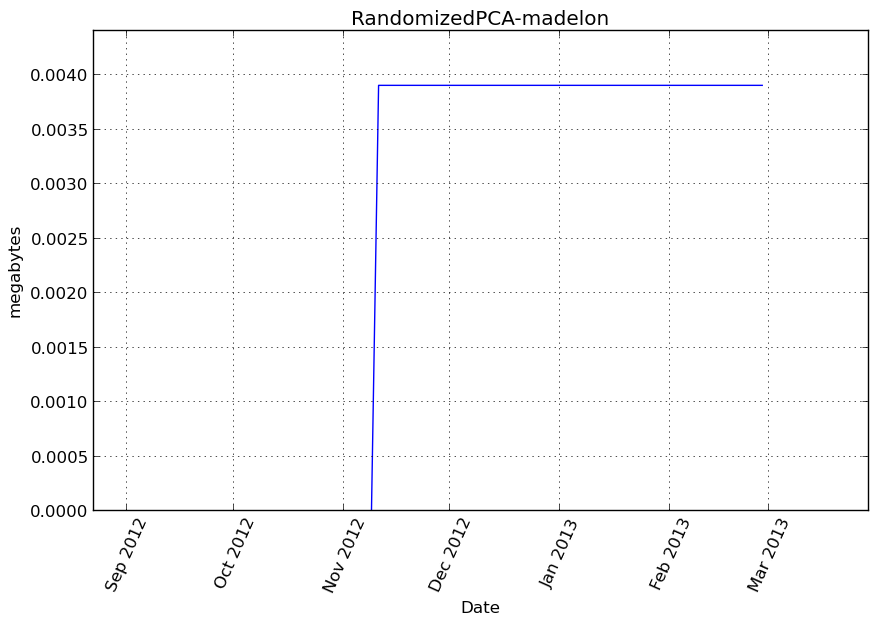 RandomizedPCA-madelon
0.0040
0.0035
0.0030
0.0025
0.0020
0.0015
0.0010
0.0005
0.0000
megabytes
Sep 2012
Oct 2012
Nov 2012
Dec 2012
Jan 2013
Feb 2013
Mar 2013
Date